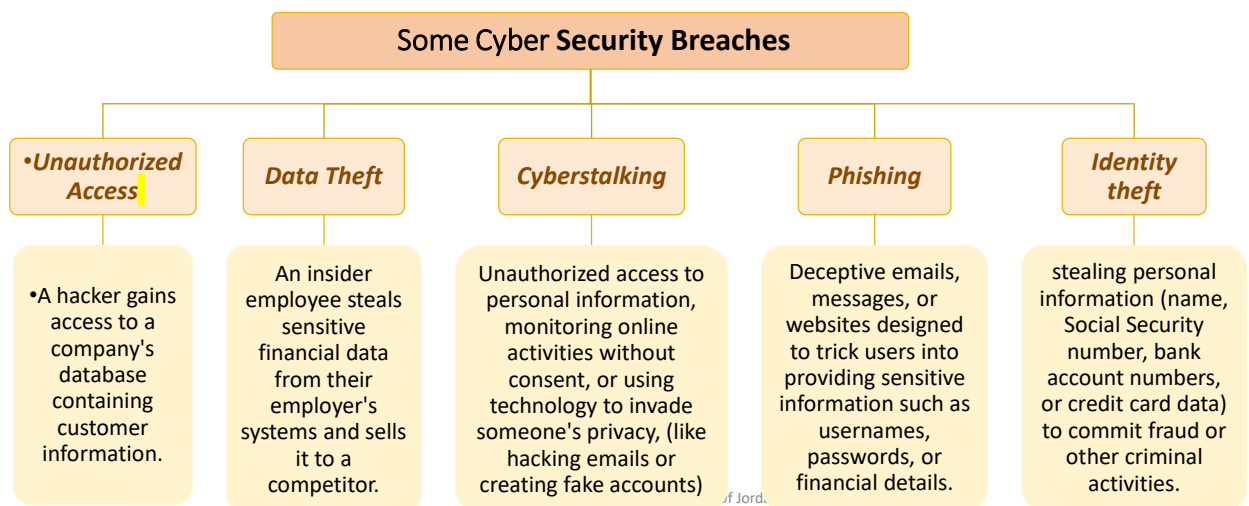 Some Cyber Security Breaches
•Unauthorized
Access
•A hacker gains
access to a
company's
database
containing
customer
information.
Data Theft
An insider
employee steals
sensitive
financial data
from their
employer's
systems and sells
it to a
competitor.
Cyberstalking
Unauthorized access to
personal information,
monitoring online
activities without
consent, or using
technology to invade
someone's privacy, (like
hacking emails or
creating fake accounts)
Phishing
Deceptive emails,
messages, or
websites designed
to trick users into
providing sensitive
information such as
usernames,
passwords, or
financial details.
Identity
theft
stealing personal
information (name,
Social Security
number, bank
account numbers,
or credit card data)
to commit fraud or
other criminal
activities.